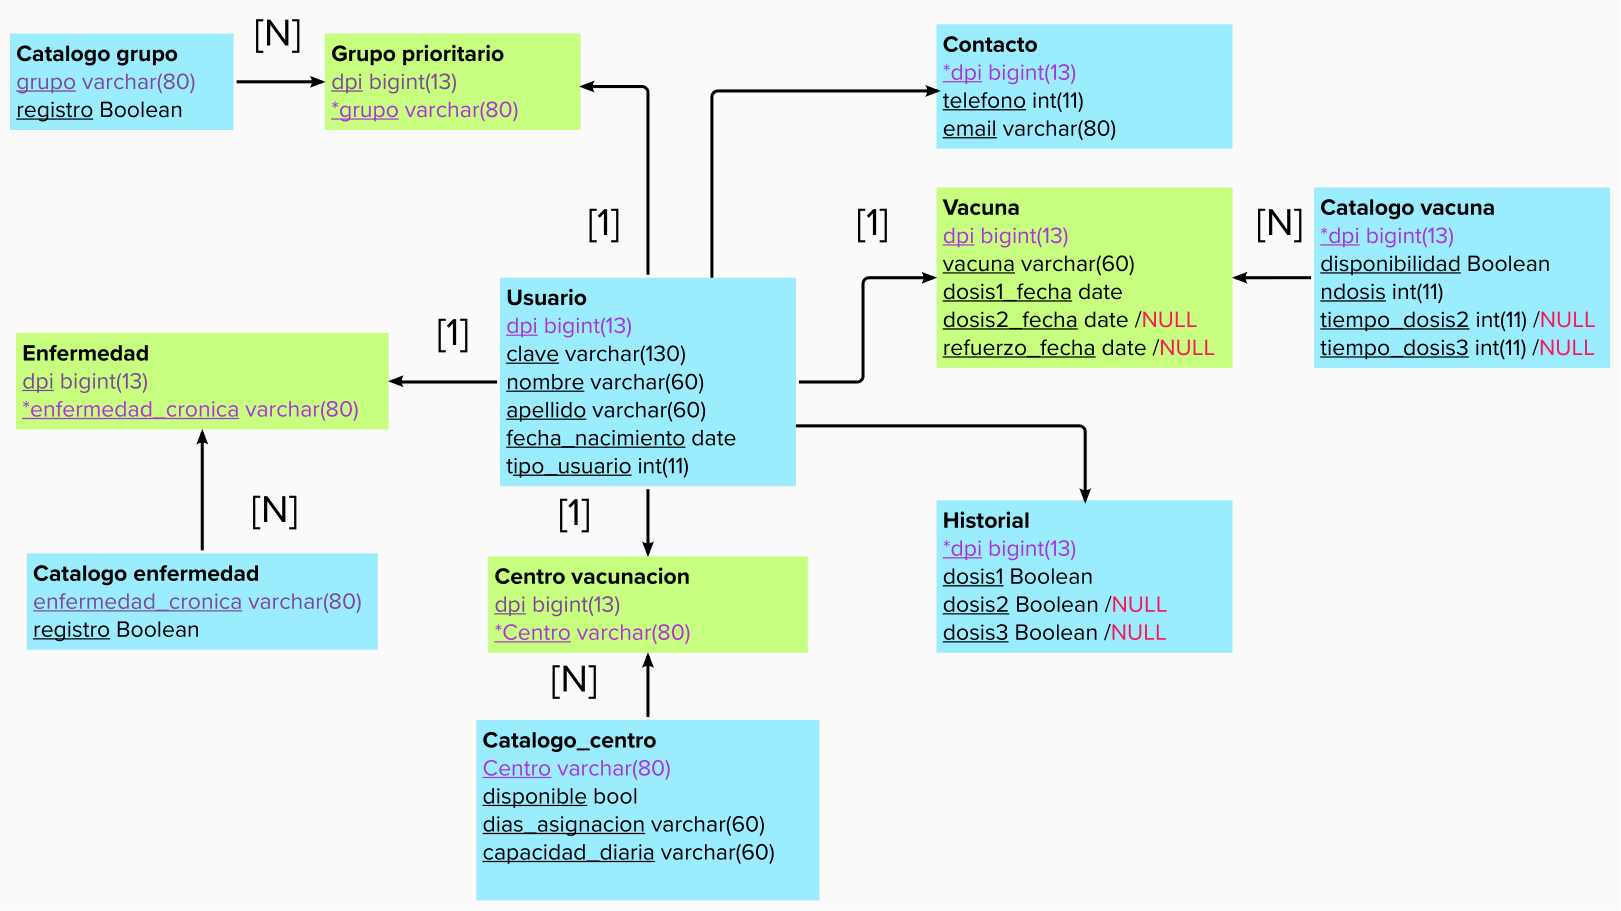 Catalogo grupo
grupo varchar(80)
registro Boolean
[N]
Grupo prioritario
dpi bigint(13)
*grupo varchar(80)
Contacto
*dpi bigint(13)
telefono int(11)
email varchar(80)
[1]
[1]
Vacuna
dpi bigint(13)
vacuna varchar(60)
dosis1_fecha date
dosis2_fecha date /NULL
refuerzo_fecha date /NULL
[N]
Catalogo vacuna
*dpi bigint(13)
disponibilidad Boolean
ndosis int(11)
tiempo_dosis2 int(11) /NULL
tiempo_dosis3 int(11) /NULL
Usuario
dpi bigint(13)
clave varchar(130)
nombre varchar(60)
apellido varchar(60)
fecha_nacimiento date
tipo_usuario int(11)
[1]
Enfermedad
dpi bigint(13)
*enfermedad_cronica varchar(80)
[N]
Catalogo enfermedad
enfermedad_cronica varchar(80)
registro Boolean
[1]
Centro vacunacion
dpi bigint(13)
*Centro varchar(80)
[N]
Historial
*dpi bigint(13)
dosis1 Boolean
dosis2 Boolean /NULL
dosis3 Boolean /NULL
Catalogo_centro
Centro varchar(80)
disponible bool
dias_asignacion varchar(60)
capacidad_diaria varchar(60)